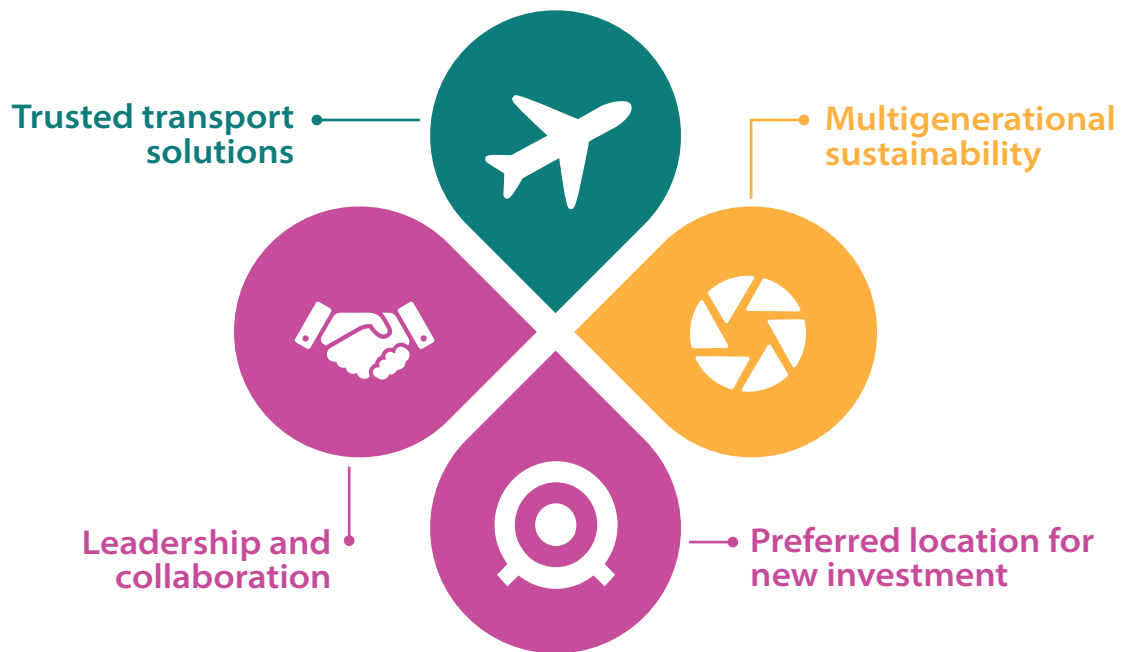 Trusted transport
solutions
Multigenerational
sustainability
Leadership and
collaboration
Preferred location for
new investment